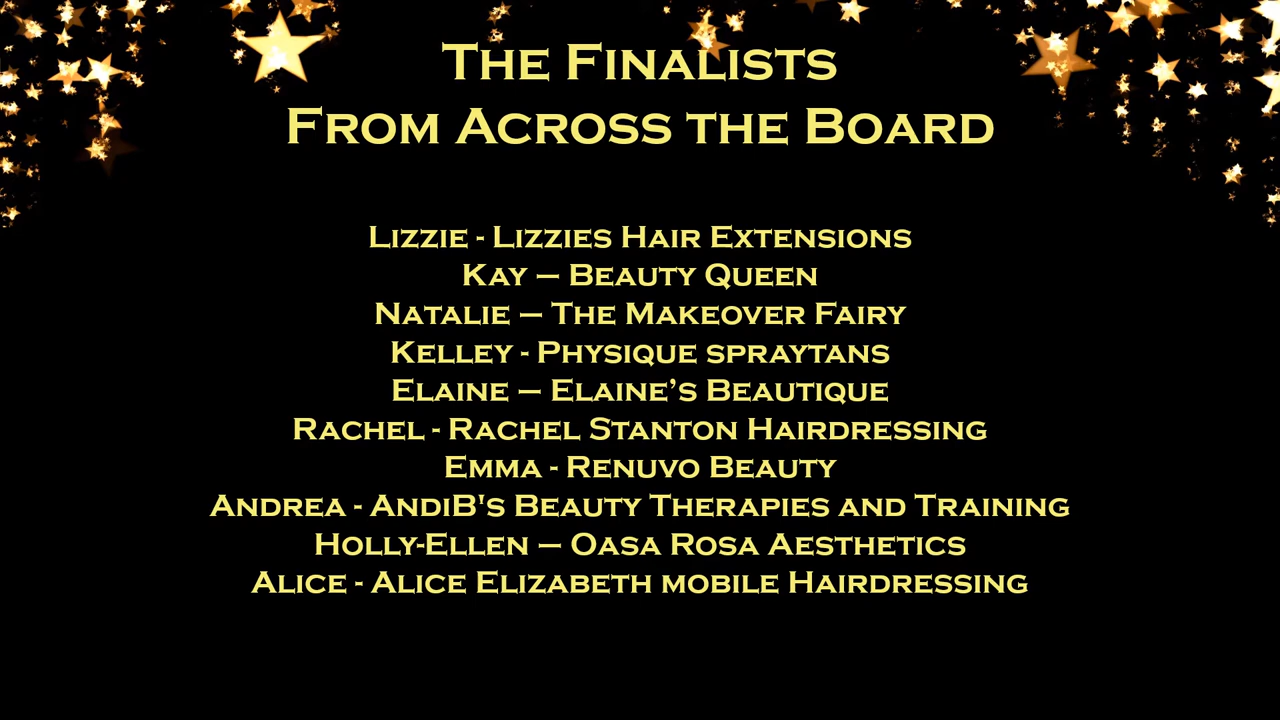 The Finalists
From Across the Board
Lizzie - Lizzies Hair Extensions
Kay – Beauty Queen
Natalie – The Makeover Fairy
Kelley - Physique spraytans
Elaine – Elaine’s Beautique
Rachel - Rachel Stanton Hairdressing
Emma - Renuvo Beauty
Andrea - AndiB's Beauty Therapies and Training
Holly-Ellen – Oasa Rosa Aesthetics
Alice - Alice Elizabeth mobile Hairdressing